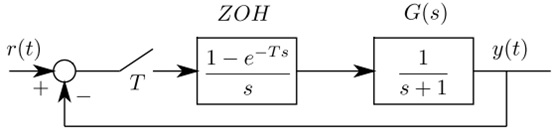 ZOH G(s)
r(t) + − T 1 − e^{−Ts} / s 1 / s + 1 y(t)